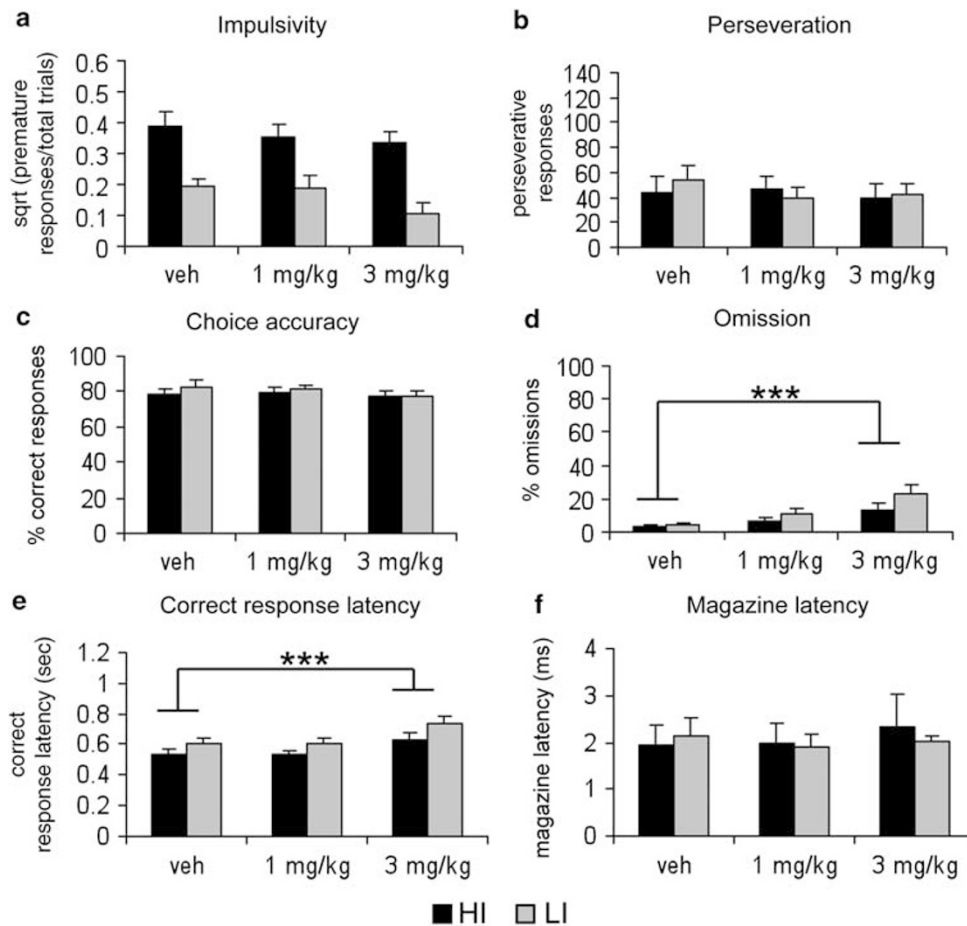 a
Impulsivity
sqrt (premature
responses/total trials)
0.6
0.5
0.4
0.3
0.2
0.1
0
veh
1 mg/kg
3 mg/kg
b
Perseveration
perseverative
responses
140
120
100
80
60
40
20
0
veh
1 mg/kg
3 mg/kg
c
Choice accuracy
% correct responses
100
80
60
40
20
0
veh
1 mg/kg
3 mg/kg
d
Omission
% omissions
100
80
60
40
20
0
***
veh
1 mg/kg
3 mg/kg
e
Correct response latency
correct
response latency (sec)
1.2
1
0.8
0.6
0.4
0.2
0
***
veh
1 mg/kg
3 mg/kg
f
Magazine latency
magazine latency (ms)
4
3
2
1
0
veh
1 mg/kg
3 mg/kg
HI
LI